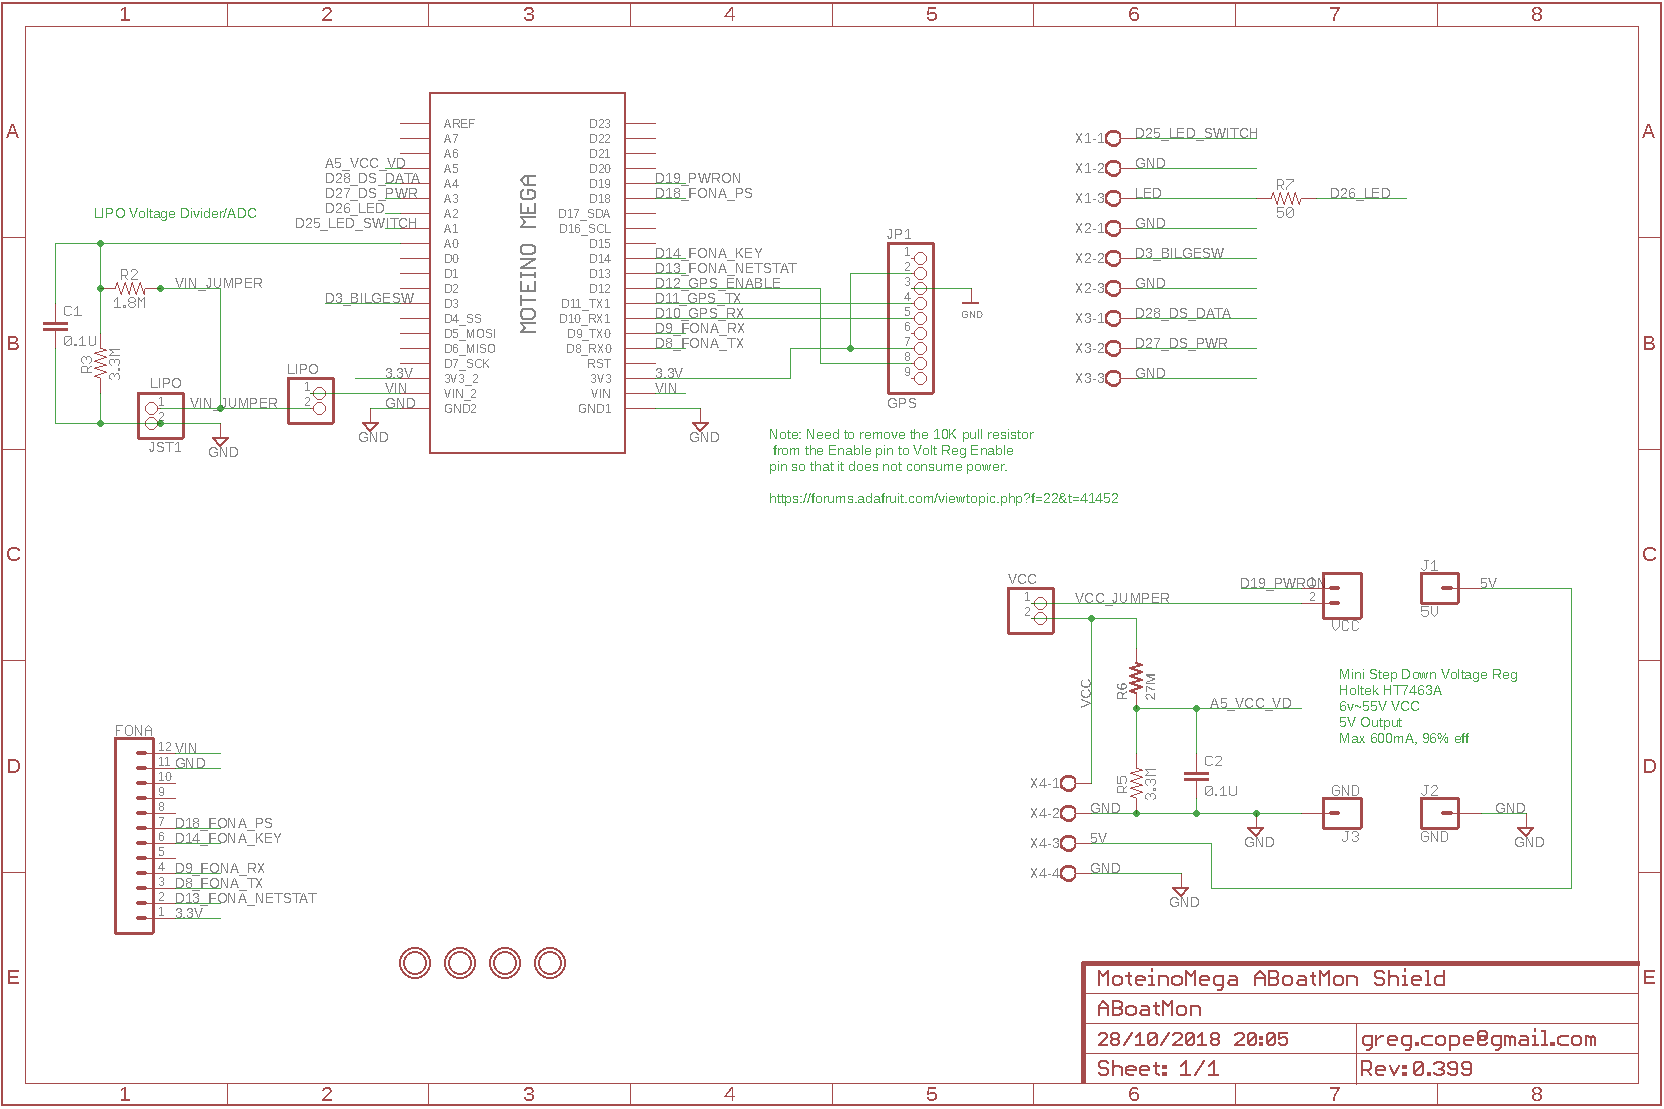 1 2 3 4 5 6 7 8
A
A
B
B
C
C
D
D
E
E
AREF
A7
A6
A5
A4
A3
A2
A1
A0
D0
D1
D2
D3
D4_SS
D5_MOSI
D6_MISO
D7_SCK
3V3_2
VIN_2
GND2
MOTEINO MEGA
D23
D22
D21
D20
D19
D18
D17_SDA
D16_SCL
D15
D14
D13
D12
D11_TX1
D10_RX1
D9_TX0
D8_RX0
RST
3V3
VIN
GND1
A5_VCC_VD
D28_DS_DATA
D27_DS_PWR
D26_LED
D25_LED_SWITCH
D3_BILGESW
3.3V
VIN
GND
GND
D19_PWRON
D18_FONA_PS
D14_FONA_KEY
D13_FONA_NETSTAT
D12_GPS_ENABLE
D11_GPS_TX
D10_GPS_RX
D9_FONA_RX
D8_FONA_TX
3.3V
VIN
GND
LIPO Voltage Divider/ADC
R2
1.8M
VIN_JUMPER
C1
0.1U
R3
3.3M
LIPO
1
2
JST1
VIN_JUMPER
GND
LIPO
1
2
JP1
1
2
3
4
5
6
7
8
9
GPS
GND
Note: Need to remove the 10K pull resistor
from the Enable pin to Volt Reg Enable
pin so that it does not consume power.
https://forums.adafruit.com/viewtopic.php?f=22&t=41452
X1-1 D25_LED_SWITCH
X1-2 GND
X1-3 LED R7 50 D26_LED
X2-1 GND
X2-2 D3_BILGESW
X2-3 GND
X3-1 D28_DS_DATA
X3-2 D27_DS_PWR
X3-3 GND
VCC
1
2
VCC_JUMPER
D19_PWRON
1
2
VCC
J1
5V
5V
VCC
R6
27M
A5_VCC_VD
R5
3.3M
C2
0.1U
Mini Step Down Voltage Reg
Holtek HT7463A
6v~55V VCC
5V Output
Max 600mA, 96% eff
X4-1
X4-2 GND
X4-3 5V
X4-4 GND
GND
GND
GND
J3
J2
GND
GND
GND
FONA
12 VIN
11 GND
10
9
8
7 D18_FONA_PS
6 D14_FONA_KEY
5
4 D9_FONA_RX
3 D8_FONA_TX
2 D13_FONA_NETSTAT
1 3.3V
MoteinoMega ABoatMon Shield
ABoatMon
28/10/2018 20:05 greg.cope@gmail.com
Sheet: 1/1 Rev:0.399
1 2 3 4 5 6 7 8